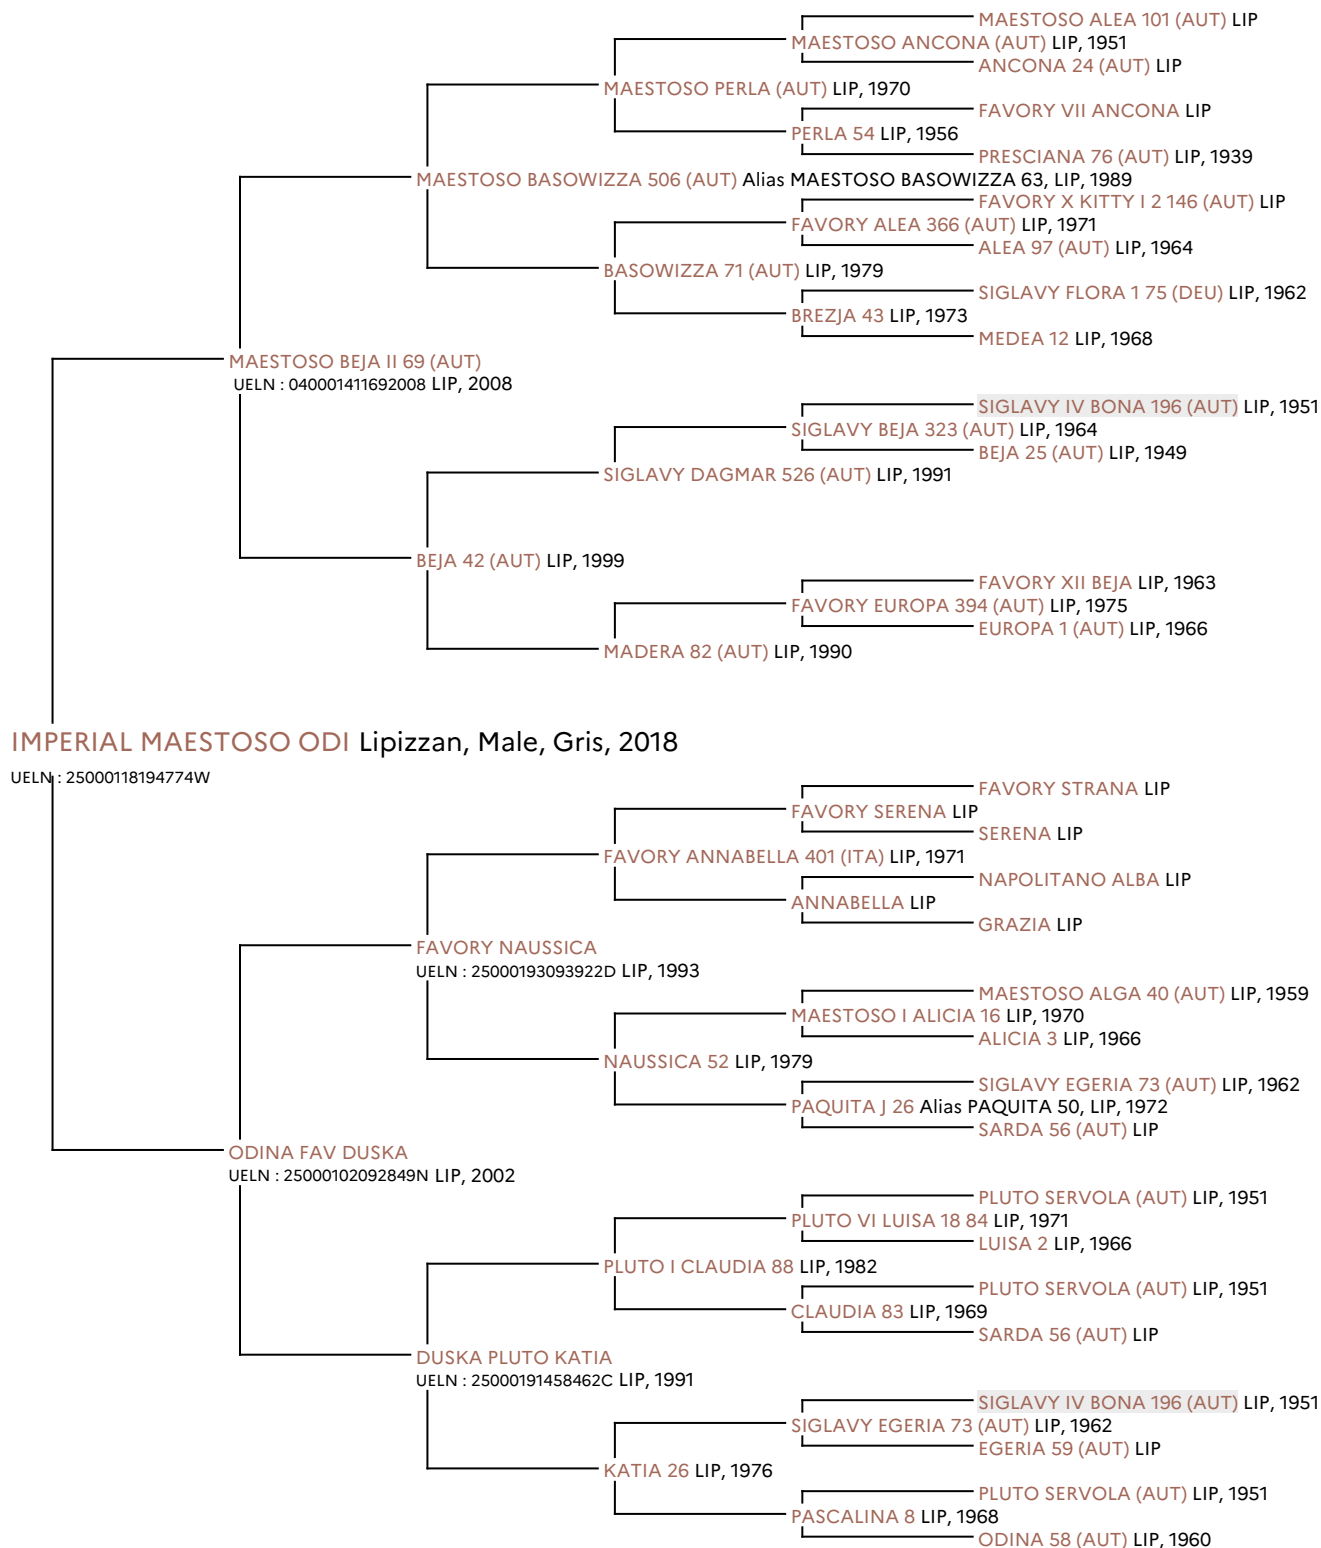 MAESTOSO ALEA 101 (AUT) LIP
MAESTOSO ANCONA (AUT) LIP, 1951
ANCONA 24 (AUT) LIP
MAESTOSO PERLA (AUT) LIP, 1970
FAVORY VII ANCONA LIP
PERLA 54 LIP, 1956
PRESCIANA 76 (AUT) LIP, 1939
MAESTOSO BASOWIZZA 506 (AUT) Alias MAESTOSO BASOWIZZA 63, LIP, 1989
FAVORY X KITTY I 2 146 (AUT) LIP
FAVORY ALEA 366 (AUT) LIP, 1971
ALEA 97 (AUT) LIP, 1964
BASOWIZZA 71 (AUT) LIP, 1979
SIGLAVY FLORA 1 75 (DEU) LIP, 1962
BREZJA 43 LIP, 1973
MEDEA 12 LIP, 1968
MAESTOSO BEJA II 69 (AUT)
UELN : 040001411692008 LIP, 2008
SIGLAVY IV BONA 196 (AUT) LIP, 1951
SIGLAVY BEJA 323 (AUT) LIP, 1964
BEJA 25 (AUT) LIP, 1949
SIGLAVY DAGMAR 526 (AUT) LIP, 1991
BEJA 42 (AUT) LIP, 1999
FAVORY XII BEJA LIP, 1963
FAVORY EUROPA 394 (AUT) LIP, 1975
EUROPA 1 (AUT) LIP, 1966
MADERA 82 (AUT) LIP, 1990
IMPERIAL MAESTOSO ODI Lipizzan, Male, Gris, 2018
UELN : 25000118194774W
FAVORY STRANA LIP
FAVORY SERENA LIP
SERENA LIP
FAVORY ANNABELLA 401 (ITA) LIP, 1971
NAPOLITANO ALBA LIP
ANNABELLA LIP
GRAZIA LIP
FAVORY NAUSSICA
UELN : 25000193093922D LIP, 1993
MAESTOSO ALGA 40 (AUT) LIP, 1959
MAESTOSO I ALICIA 16 LIP, 1970
ALICIA 3 LIP, 1966
NAUSSICA 52 LIP, 1979
SIGLAVY EGERIA 73 (AUT) LIP, 1962
PAQUITA J 26 Alias PAQUITA 50, LIP, 1972
SARDA 56 (AUT) LIP
ODINA FAV DUSKA
UELN : 25000102092849N LIP, 2002
PLUTO SERVOLA (AUT) LIP, 1951
PLUTO VI LUISA 18 84 LIP, 1971
LUISA 2 LIP, 1966
PLUTO I CLAUDIA 88 LIP, 1982
PLUTO SERVOLA (AUT) LIP, 1951
CLAUDIA 83 LIP, 1969
SARDA 56 (AUT) LIP
DUSKA PLUTO KATIA
UELN : 25000191458462C LIP, 1991
SIGLAVY IV BONA 196 (AUT) LIP, 1951
SIGLAVY EGERIA 73 (AUT) LIP, 1962
EGERIA 59 (AUT) LIP
KATIA 26 LIP, 1976
PLUTO SERVOLA (AUT) LIP, 1951
PASCALINA 8 LIP, 1968
ODINA 58 (AUT) LIP, 1960